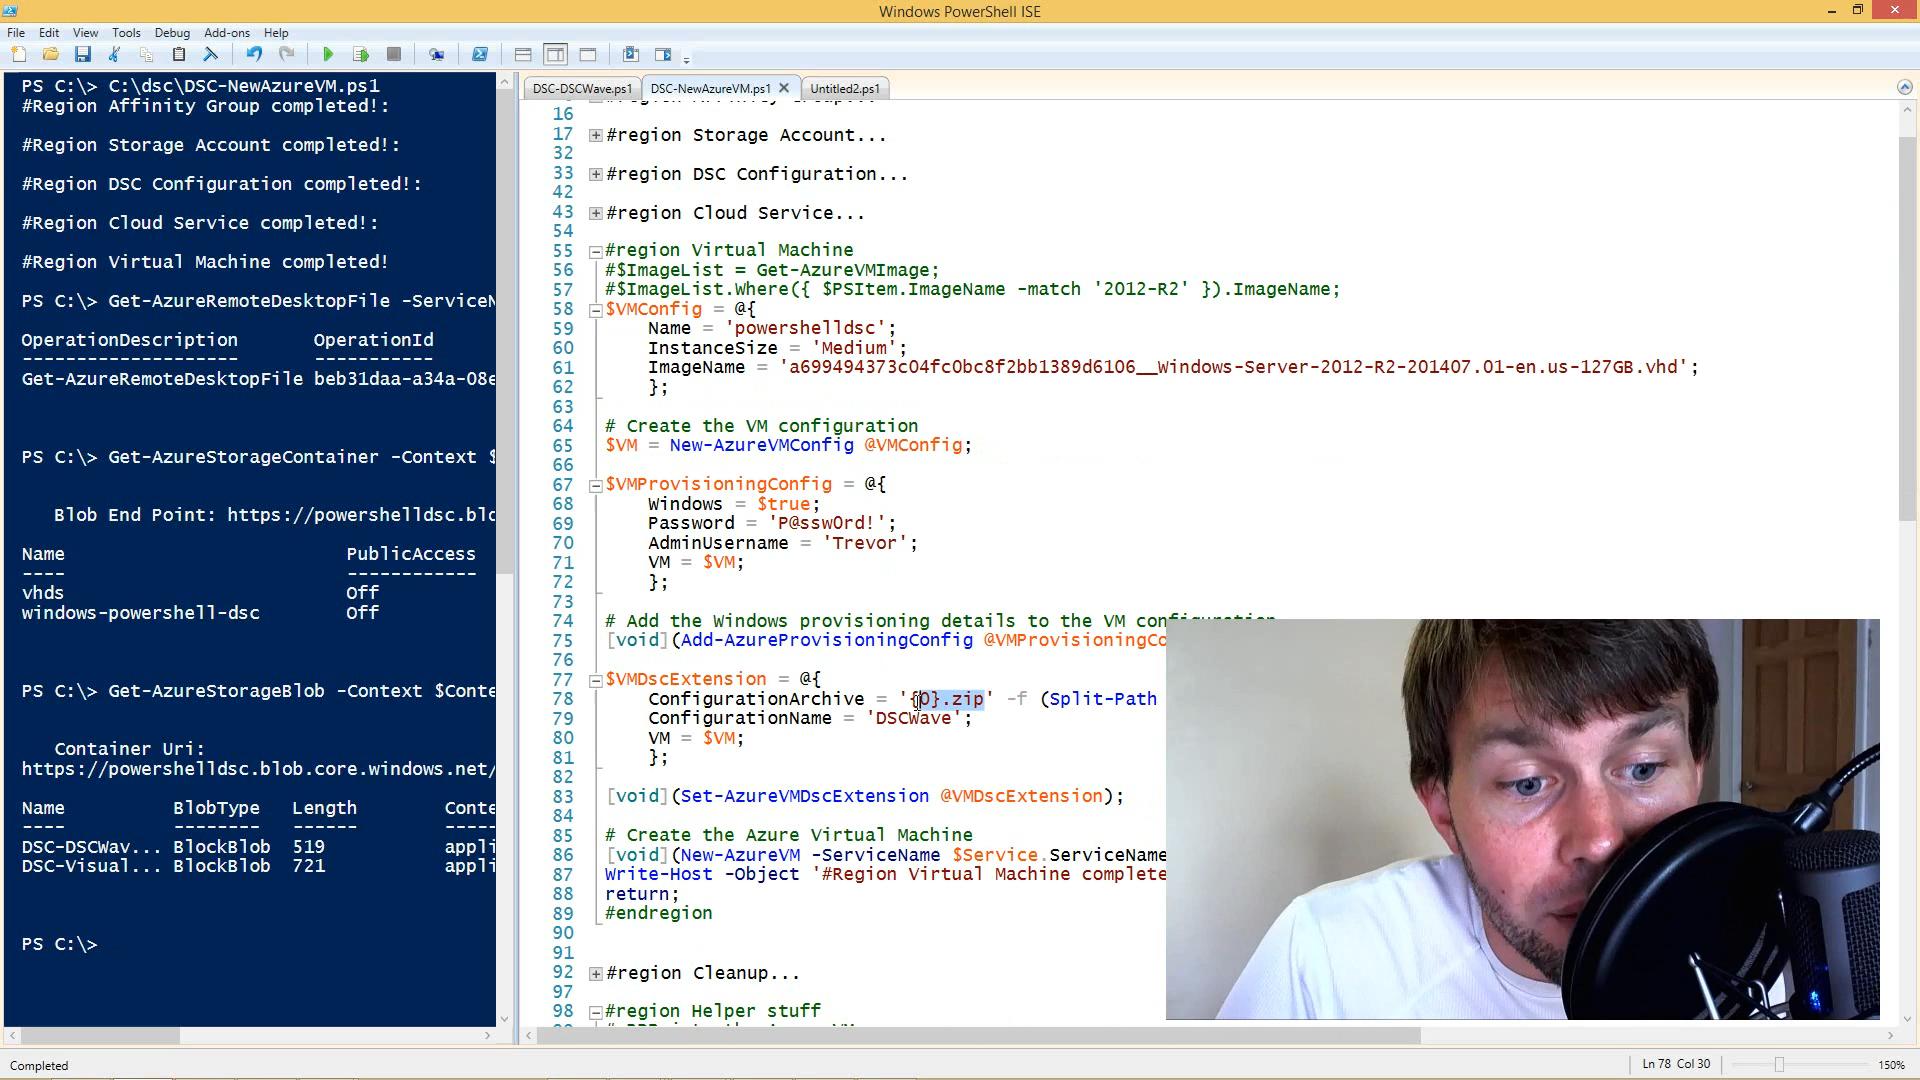 Windows PowerShell ISE
File Edit View Tools Debug Add-ons Help
PS C:\> C:\dsc\DSC-NewAzureVM.ps1
#Region Affinity Group completed!:
#Region Storage Account completed!:
#Region DSC Configuration completed!:
#Region Cloud Service completed!:
#Region Virtual Machine completed!
PS C:\> Get-AzureRemoteDesktopFile -ServiceN
OperationDescription OperationId
-------------------- -----------
Get-AzureRemoteDesktopFile beb31daa-a34a-08e
PS C:\> Get-AzureStorageContainer -Context $
Blob End Point: https://powershelldsc.blo
Name PublicAccess
---- ------------
vhds Off
windows-powershell-dsc Off
PS C:\> Get-AzureStorageBlob -Context $Conte
Container Uri:
https://powershelldsc.blob.core.windows.net/
Name BlobType Length Conte
---- -------- ------ -----
DSC-DSCWav... BlockBlob 519 appli
DSC-Visual... BlockBlob 721 appli
PS C:\>
DSC-DSCWave.ps1 DSC-NewAzureVM.ps1 Untitled2.ps1
16
17 #region Storage Account...
32
33 #region DSC Configuration...
42
43 #region Cloud Service...
54
55 #region Virtual Machine
56 #$ImageList = Get-AzureVMImage;
57 #$ImageList.Where({ $PSItem.ImageName -match '2012-R2' }).ImageName;
58 $VMConfig = @{
59 Name = 'powershelldsc';
60 InstanceSize = 'Medium';
61 ImageName = 'a699494373c04fc0bc8f2bb1389d6106__Windows-Server-2012-R2-201407.01-en.us-127GB.vhd';
62 };
63
64 # Create the VM configuration
65 $VM = New-AzureVMConfig @VMConfig;
66
67 $VMProvisioningConfig = @{
68 Windows = $true;
69 Password = 'P@ssw0rd!';
70 AdminUsername = 'Trevor';
71 VM = $VM;
72 };
73
74 # Add the Windows provisioning details to the VM configuration
75 [void](Add-AzureProvisioningConfig @VMProvisioningCo
76
77 $VMDscExtension = @{
78 ConfigurationArchive = '{0}.zip' -f (Split-Path
79 ConfigurationName = 'DSCWave';
80 VM = $VM;
81 };
82
83 [void](Set-AzureVMDscExtension @VMDscExtension);
84
85 # Create the Azure Virtual Machine
86 [void](New-AzureVM -ServiceName $Service.ServiceName
87 Write-Host -Object '#Region Virtual Machine complete
88 return;
89 #endregion
90
91
92 #region Cleanup...
97
98 #region Helper stuff
Completed Ln 78 Col 30 150%